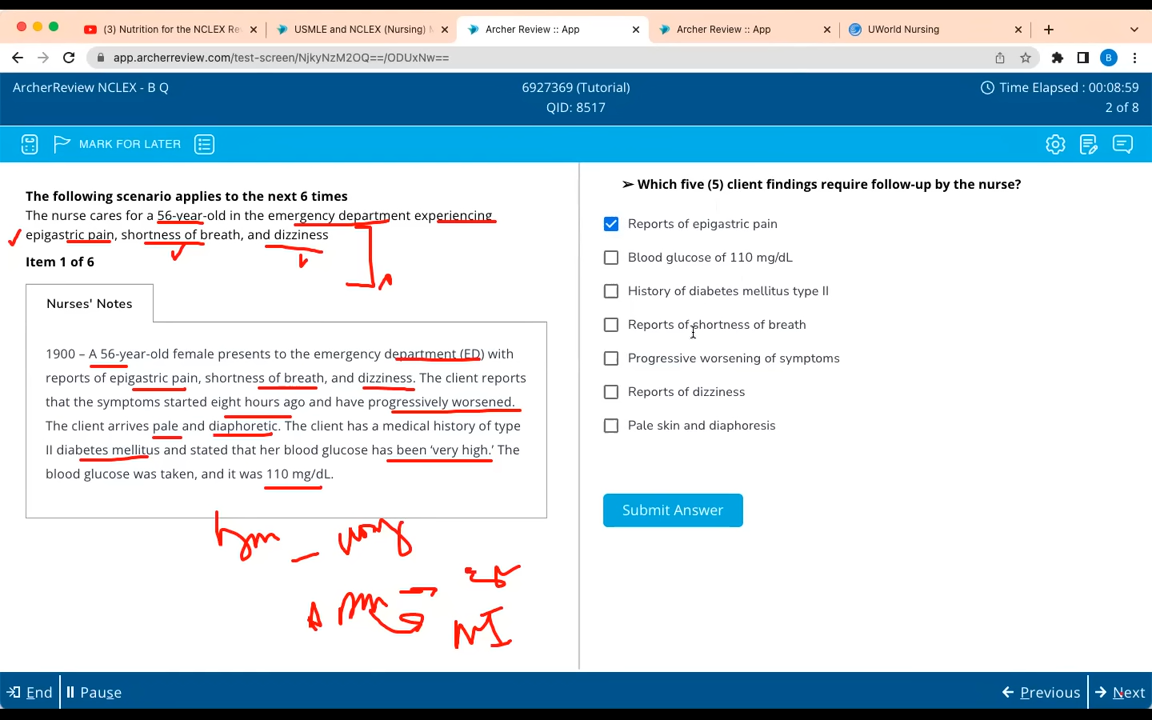 (3) Nutrition for the NCLEX Re
USMLE and NCLEX (Nursing)
Archer Review :: App
Archer Review :: App
UWorld Nursing
app.archerreview.com/test-screen/NjkyNzM2OQ==/ODUxNw==
B
ArcherReview NCLEX - B Q
6927369 (Tutorial)
QID: 8517
Time Elapsed : 00:08:59
2 of 8
MARK FOR LATER
The following scenario applies to the next 6 times
The nurse cares for a 56-year-old in the emergency department experiencing
epigastric pain, shortness of breath, and dizziness
Item 1 of 6
Nurses' Notes
1900 – A 56-year-old female presents to the emergency department (ED) with
reports of epigastric pain, shortness of breath, and dizziness. The client reports
that the symptoms started eight hours ago and have progressively worsened.
The client arrives pale and diaphoretic. The client has a medical history of type
II diabetes mellitus and stated that her blood glucose has been ‘very high.’ The
blood glucose was taken, and it was 110 mg/dL.
MI
➢ Which five (5) client findings require follow-up by the nurse?
Reports of epigastric pain
Blood glucose of 110 mg/dL
History of diabetes mellitus type II
Reports of shortness of breath
Progressive worsening of symptoms
Reports of dizziness
Pale skin and diaphoresis
Submit Answer
End
Pause
Previous
Next